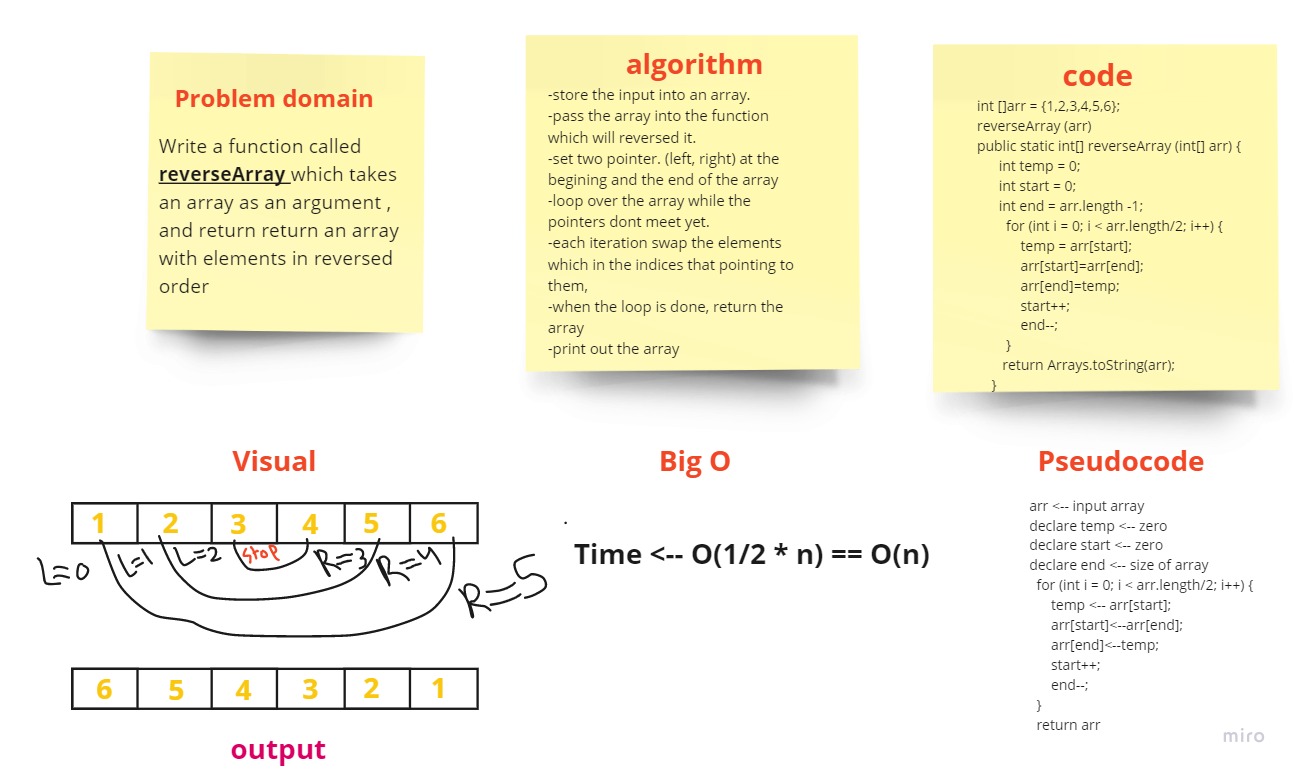 Problem domain
Write a function called
reverseArray which takes
an array as an argument ,
and return return an array
with elements in reversed
order
algorithm
-store the input into an array.
-pass the array into the function
which will reversed it.
-set two pointer. (left, right) at the
begining and the end of the array
-loop over the array while the
pointers dont meet yet.
-each iteration swap the elements
which in the indices that pointing to
them,
-when the loop is done, return the
array
-print out the array
code
int []arr = {1,2,3,4,5,6};
reverseArray (arr)
public static int[] reverseArray (int[] arr) {
int temp = 0;
int start = 0;
int end = arr.length -1;
for (int i = 0; i < arr.length/2; i++) {
temp = arr[start];
arr[start]=arr[end];
arr[end]=temp;
start++;
end--;
}
return Arrays.toString(arr);
}
Visual
1 2 3 4 5 6
L=0 L=1 L=2 Stop R=3 R=4 R=5
6 5 4 3 2 1
output
Big O
Time <-- O(1/2 * n) == O(n)
Pseudocode
arr <-- input array
declare temp <-- zero
declare start <-- zero
declare end <-- size of array
for (int i = 0; i < arr.length/2; i++) {
temp <-- arr[start];
arr[start]<--arr[end];
arr[end]<--temp;
start++;
end--;
}
return arr
miro